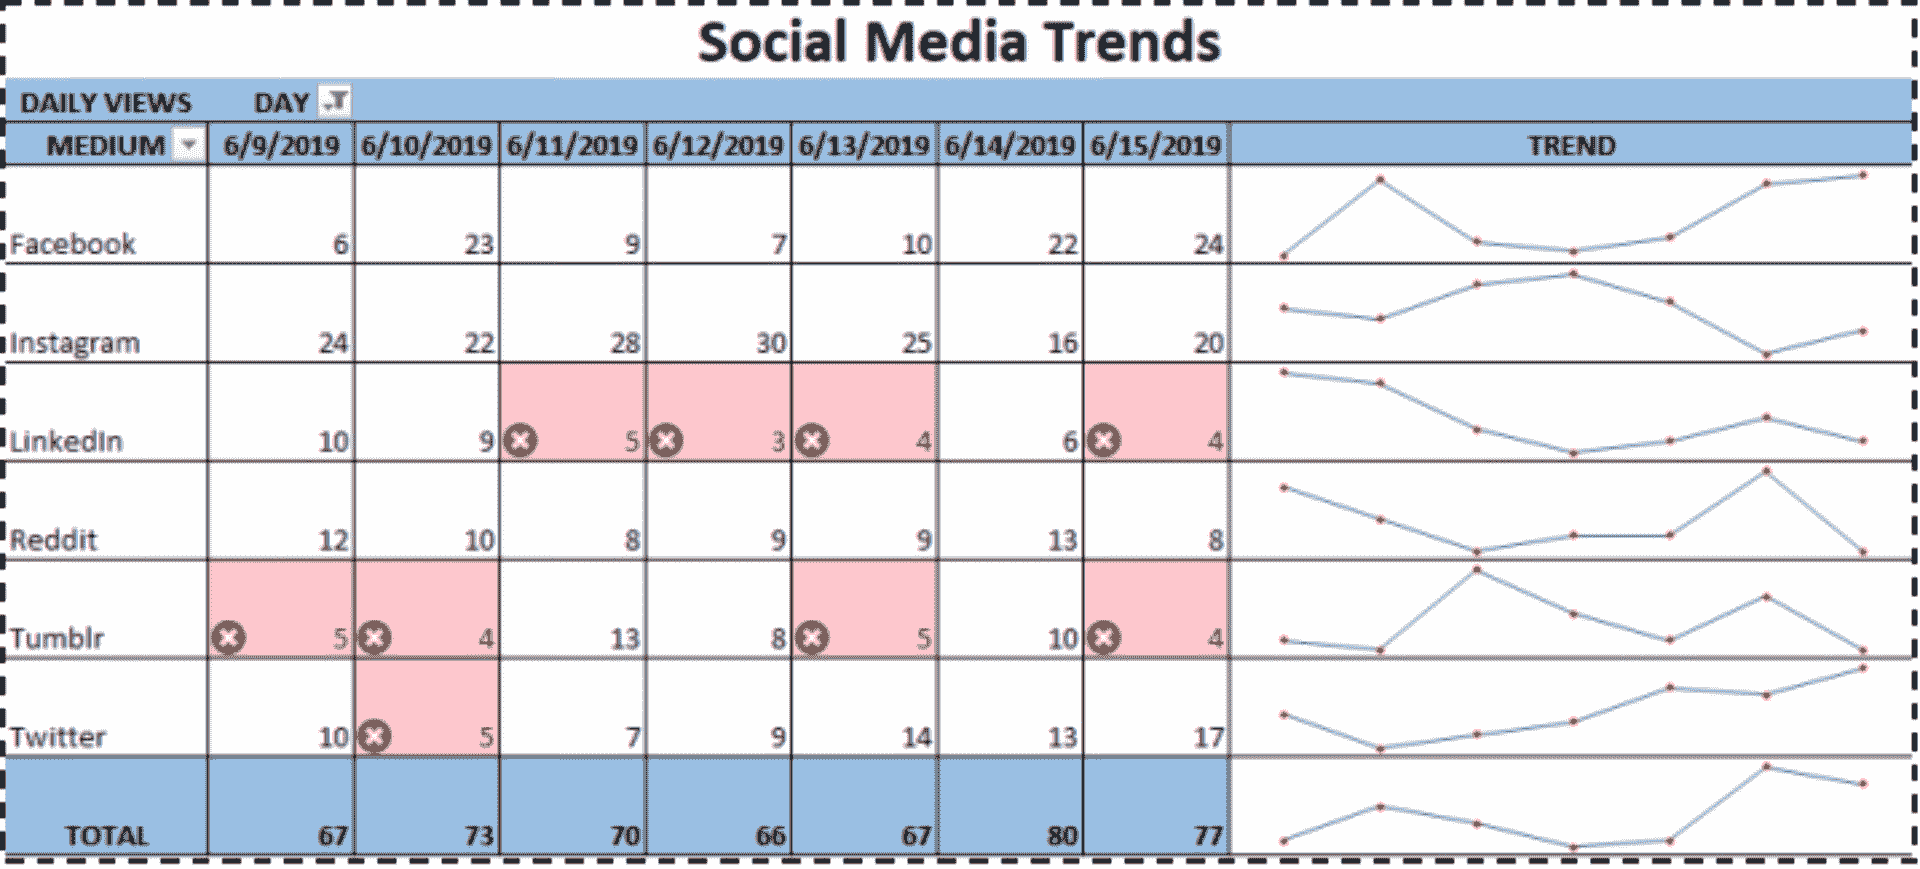 Social Media Trends
DAILY VIEWS DAY
MEDIUM 6/9/2019 6/10/2019 6/11/2019 6/12/2019 6/13/2019 6/14/2019 6/15/2019 TREND
Facebook 6 23 9 7 10 22 24
Instagram 24 22 28 30 25 16 20
LinkedIn 10 9 5 3 4 6 4
Reddit 12 10 8 9 9 13 8
Tumblr 5 4 13 8 5 10 4
Twitter 10 5 7 9 14 13 17
TOTAL 67 73 70 66 67 80 77